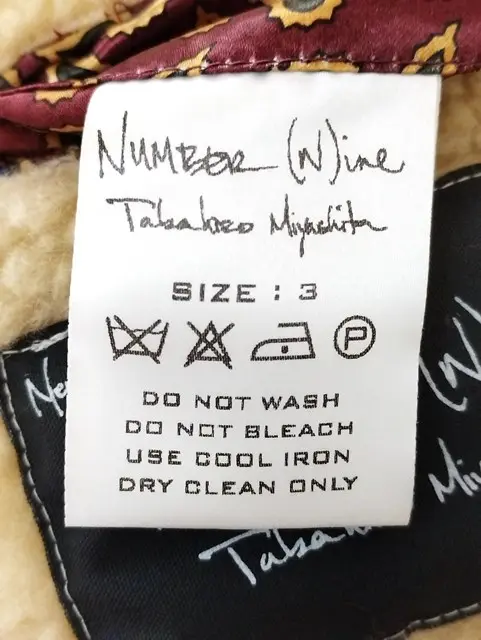 NUMBER (N)ine
Takahiro Miyashita
SIZE : 3
P
DO NOT WASH
DO NOT BLEACH
USE COOL IRON
DRY CLEAN ONLY
(N)